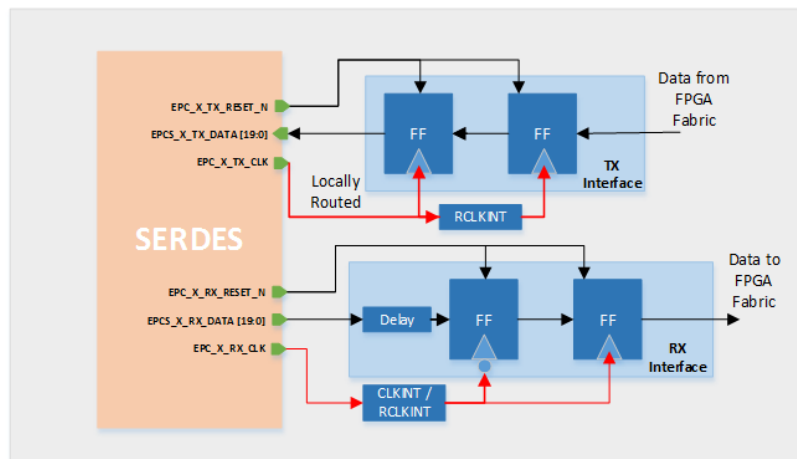 EPC_X_TX_RESET_N
EPCS_X_TX_DATA [19:0]
EPC_X_TX_CLK
FF
FF
Data from
FPGA
Fabric
TX
Interface
Locally
Routed
RCLKINT
SERDES
EPC_X_RX_RESET_N
EPCS_X_RX_DATA [19:0]
EPC_X_RX_CLK
Delay
FF
FF
Data to
FPGA
Fabric
RX
Interface
CLKINT /
RCLKINT